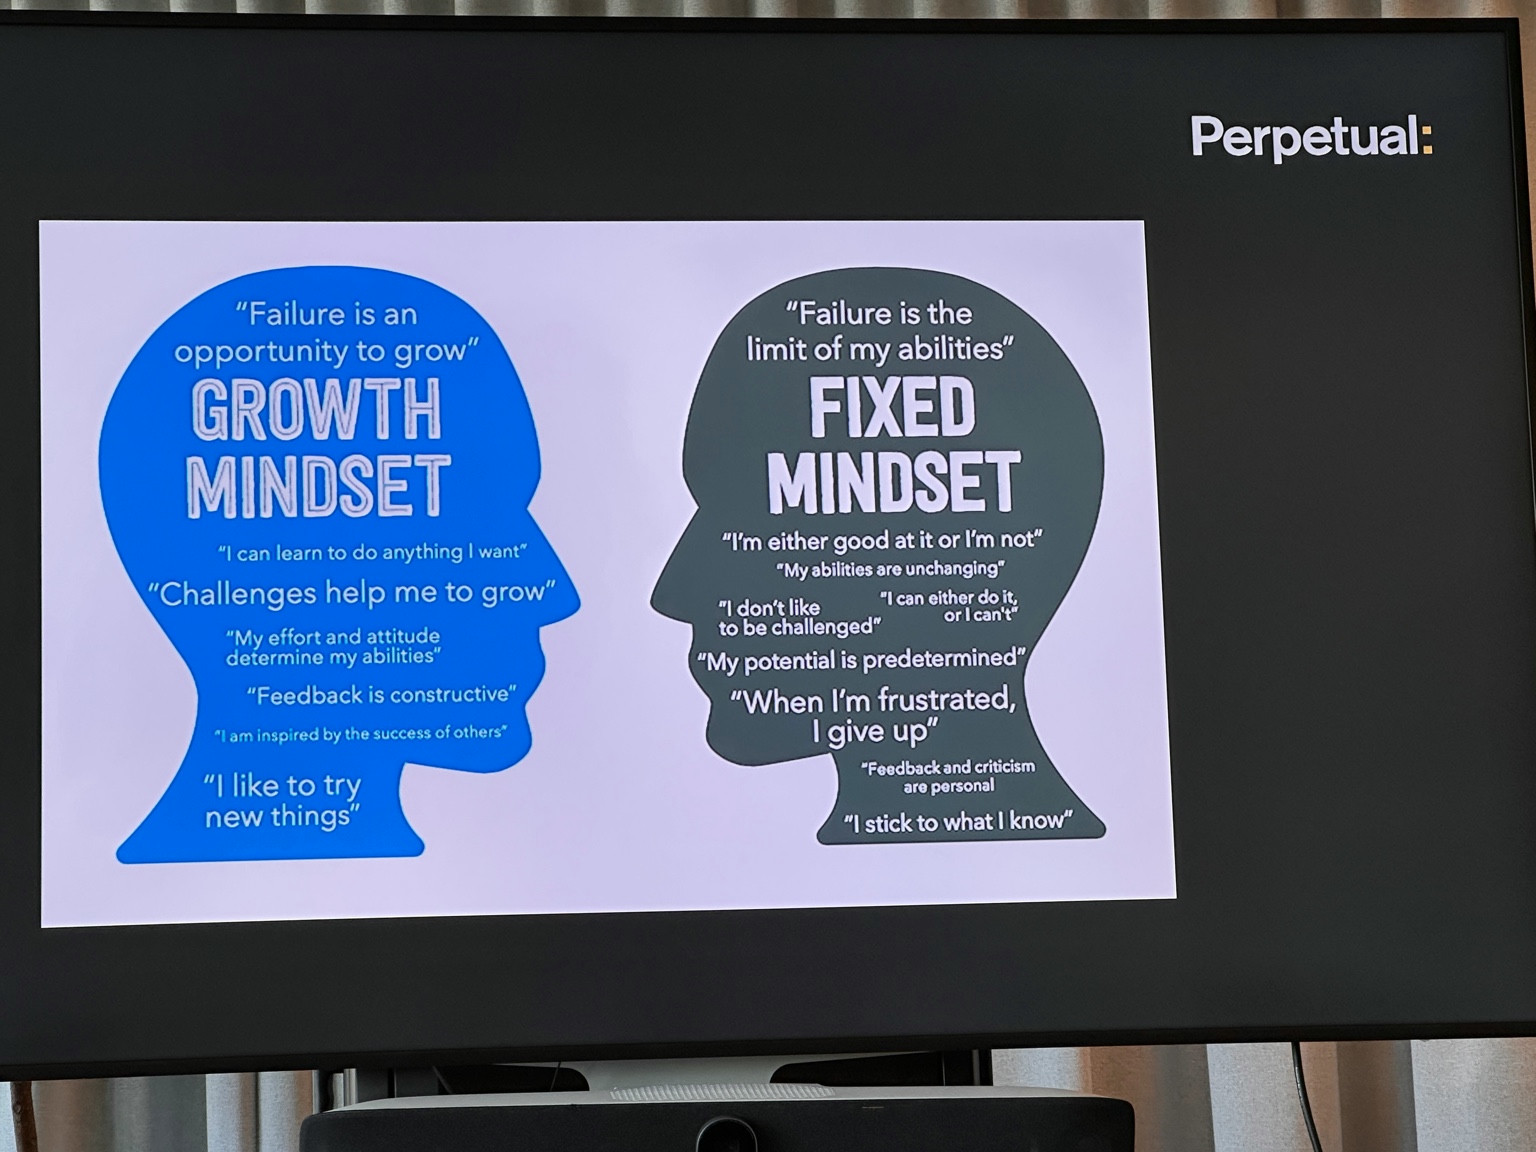 Perpetual:
“Failure is an
opportunity to grow”
GROWTH
MINDSET
“I can learn to do anything I want”
“Challenges help me to grow”
“My effort and attitude
determine my abilities”
“Feedback is constructive”
“I am inspired by the success of others”
“I like to try
new things”
“Failure is the
limit of my abilities”
FIXED
MINDSET
“I’m either good at it or I’m not”
“My abilities are unchanging”
“I don’t like
to be challenged”
“I can either do it,
or I can't”
“My potential is predetermined”
“When I’m frustrated,
I give up”
“Feedback and criticism
are personal
“I stick to what I know”